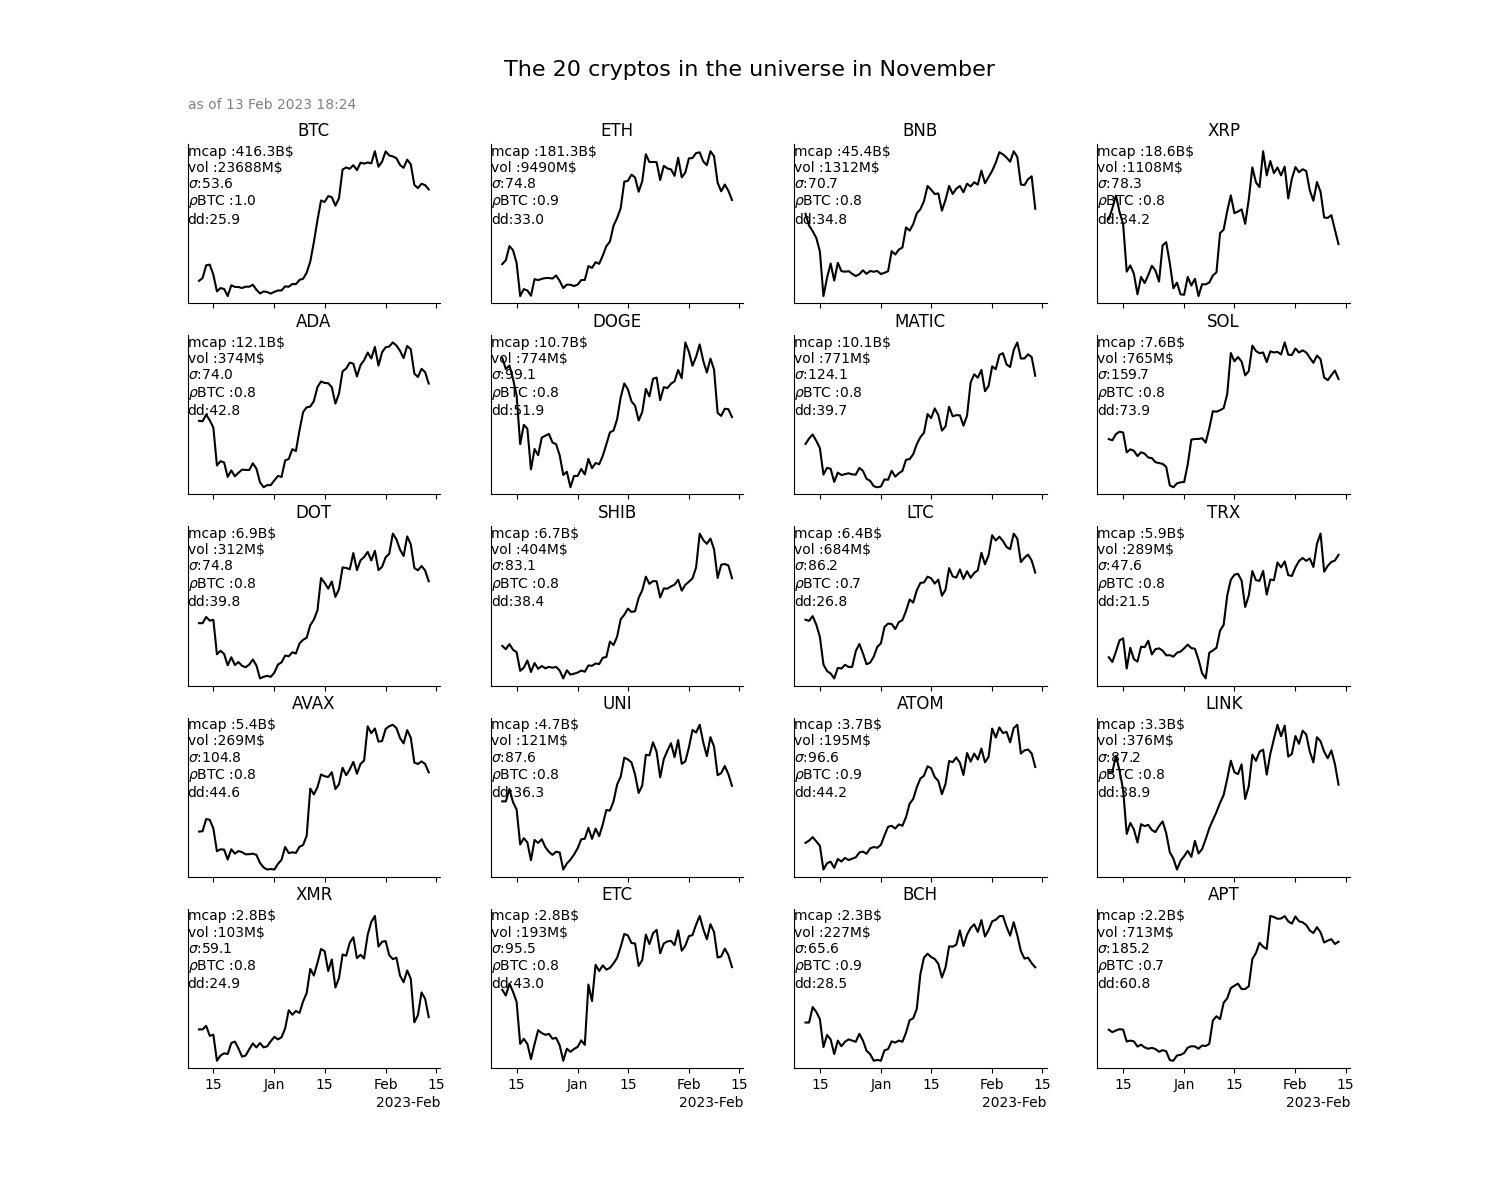 The 20 cryptos in the universe in November
as of 13 Feb 2023 18:24
BTC
mcap :416.3B$
vol :23688M$
σ:53.6
ρBTC :1.0
dd:25.9
ETH
mcap :181.3B$
vol :9490M$
σ:74.8
ρBTC :0.9
dd:33.0
BNB
mcap :45.4B$
vol :1312M$
σ:70.7
ρBTC :0.8
dd:34.8
XRP
mcap :18.6B$
vol :1108M$
σ:78.3
ρBTC :0.8
dd:34.2
ADA
mcap :12.1B$
vol :374M$
σ:74.0
ρBTC :0.8
dd:42.8
DOGE
mcap :10.7B$
vol :774M$
σ:99.1
ρBTC :0.8
dd:51.9
MATIC
mcap :10.1B$
vol :771M$
σ:124.1
ρBTC :0.8
dd:39.7
SOL
mcap :7.6B$
vol :765M$
σ:159.7
ρBTC :0.8
dd:73.9
DOT
mcap :6.9B$
vol :312M$
σ:74.8
ρBTC :0.8
dd:39.8
SHIB
mcap :6.7B$
vol :404M$
σ:83.1
ρBTC :0.8
dd:38.4
LTC
mcap :6.4B$
vol :684M$
σ:86.2
ρBTC :0.7
dd:26.8
TRX
mcap :5.9B$
vol :289M$
σ:47.6
ρBTC :0.8
dd:21.5
AVAX
mcap :5.4B$
vol :269M$
σ:104.8
ρBTC :0.8
dd:44.6
UNI
mcap :4.7B$
vol :121M$
σ:87.6
ρBTC :0.8
dd:36.3
ATOM
mcap :3.7B$
vol :195M$
σ:96.6
ρBTC :0.9
dd:44.2
LINK
mcap :3.3B$
vol :376M$
σ:87.2
ρBTC :0.8
dd:38.9
XMR
mcap :2.8B$
vol :103M$
σ:59.1
ρBTC :0.8
dd:24.9
ETC
mcap :2.8B$
vol :193M$
σ:95.5
ρBTC :0.8
dd:43.0
BCH
mcap :2.3B$
vol :227M$
σ:65.6
ρBTC :0.9
dd:28.5
APT
mcap :2.2B$
vol :713M$
σ:185.2
ρBTC :0.7
dd:60.8
15 Jan 15 Feb 15
2023-Feb
15 Jan 15 Feb 15
2023-Feb
15 Jan 15 Feb 15
2023-Feb
15 Jan 15 Feb 15
2023-Feb